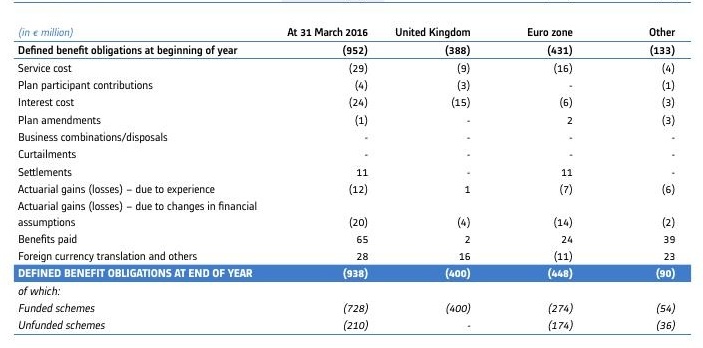 (in € million) At 31 March 2016 United Kingdom Euro zone Other
Defined benefit obligations at beginning of year (952) (388) (431) (133)
Service cost (29) (9) (16) (4)
Plan participant contributions (4) (3) - (1)
Interest cost (24) (15) (6) (3)
Plan amendments (1) - 2 (3)
Business combinations/disposals - - - -
Curtailments - - - -
Settlements 11 - 11 -
Actuarial gains (losses) – due to experience (12) 1 (7) (6)
Actuarial gains (losses) – due to changes in financial
assumptions (20) (4) (14) (2)
Benefits paid 65 2 24 39
Foreign currency translation and others 28 16 (11) 23
DEFINED BENEFIT OBLIGATIONS AT END OF YEAR (938) (400) (448) (90)
of which:
Funded schemes (728) (400) (274) (54)
Unfunded schemes (210) - (174) (36)